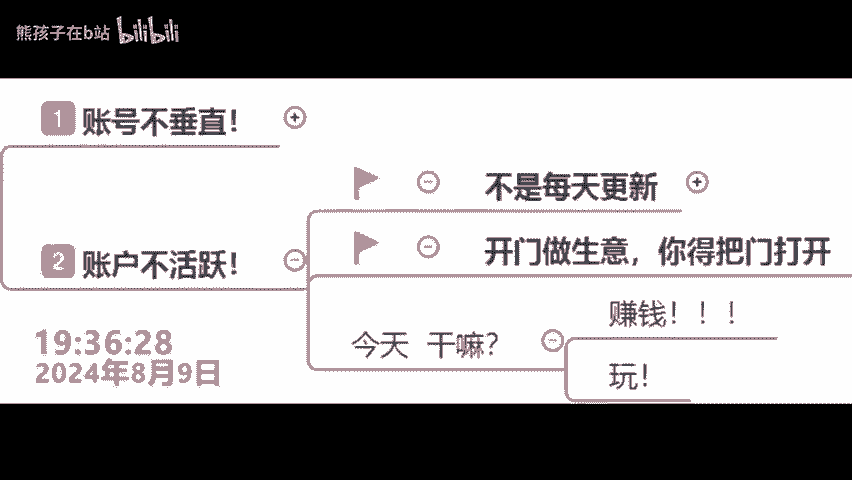 熊孩子在b站 bilibili
1 账号不垂直！
不是每天更新
开门做生意，你得把门打开
2 账户不活跃！
赚钱！！！
今天 干嘛？
玩！
19:36:28
2024年8月9日